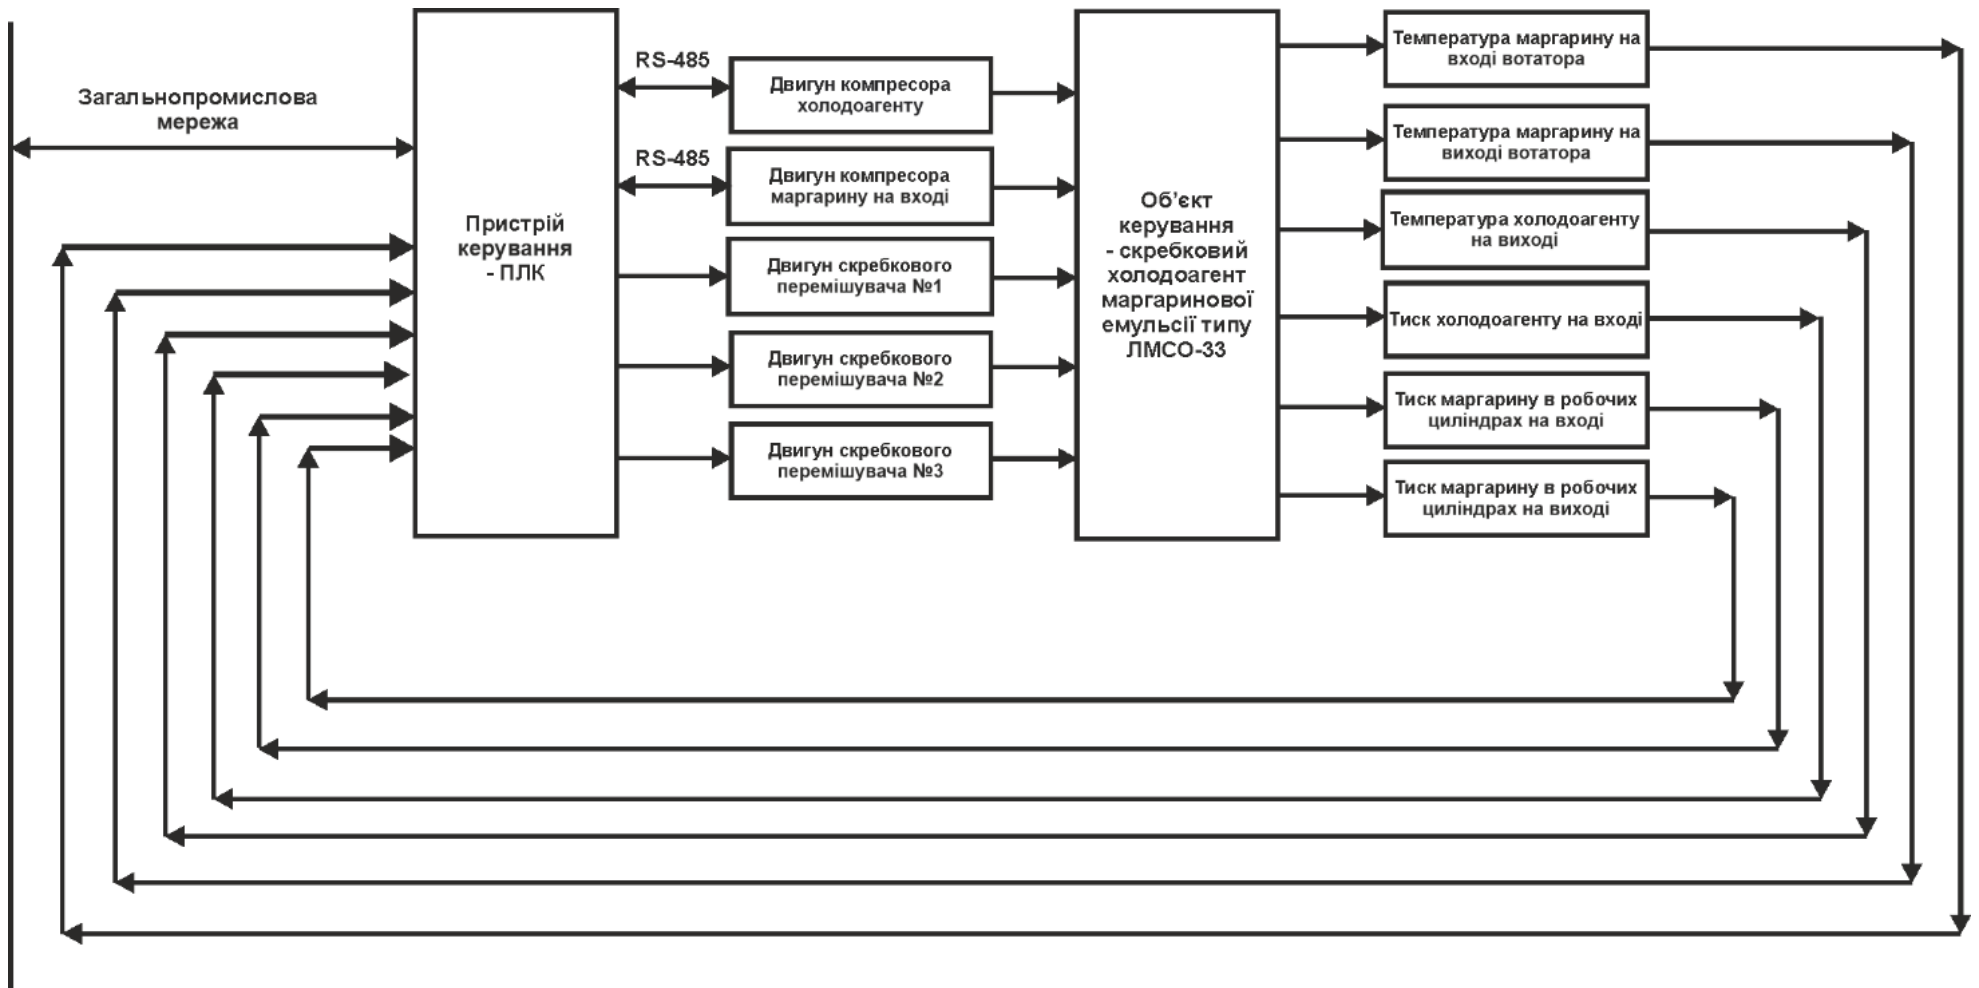 Загальнопромислова
мережа
Пристрій
керування
- ПЛК
RS-485
RS-485
Двигун компресора
холодоагенту
Двигун компресора
маргарину на вході
Двигун скребкового
перемішувача №1
Двигун скребкового
перемішувача №2
Двигун скребкового
перемішувача №3
Об'єкт
керування
- скребковий
холодоагент
маргаринової
емульсії типу
ЛМСО-33
Температура маргарину на
вході вотатора
Температура маргарину на
виході вотатора
Температура холодоагенту
на виході
Тиск холодоагенту на вході
Тиск маргарину в робочих
циліндрах на вході
Тиск маргарину в робочих
циліндрах на виході